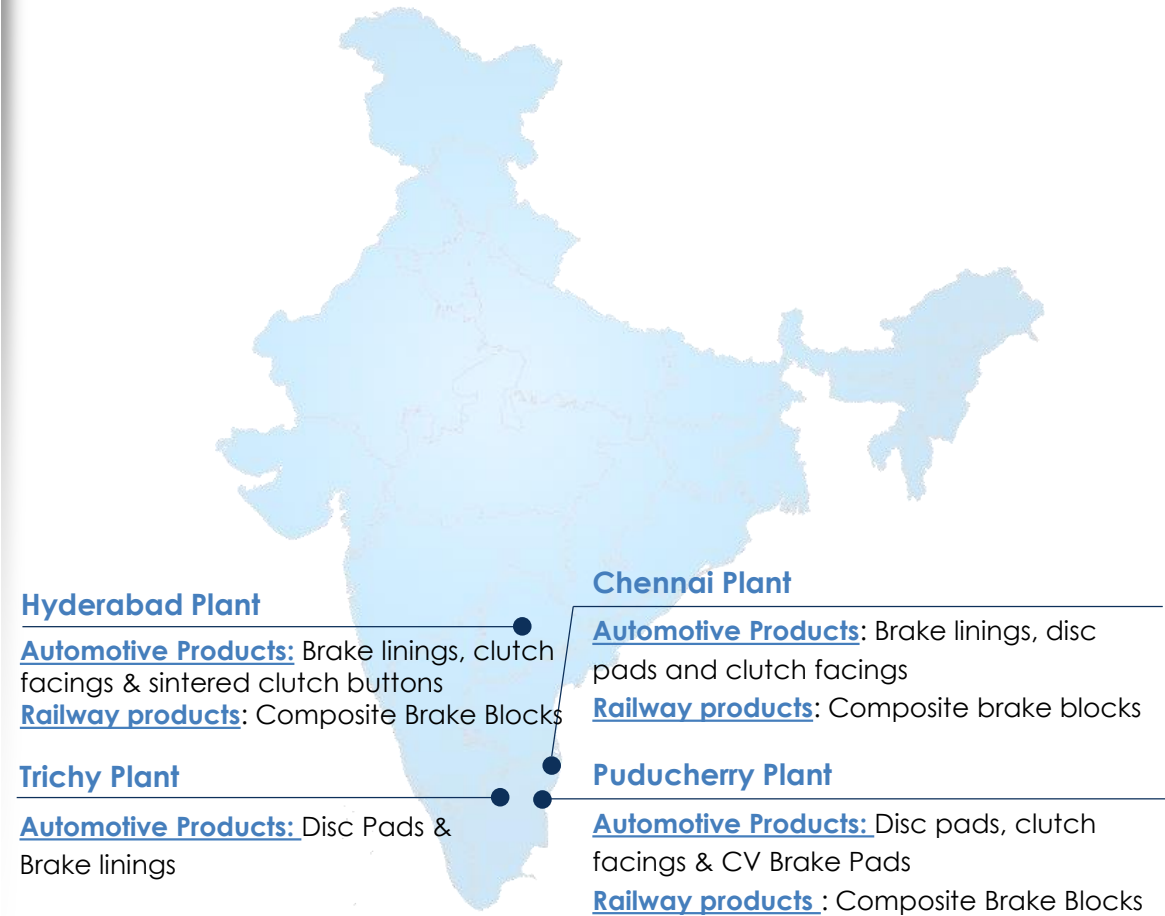 Hyderabad Plant
Automotive Products: Brake linings, clutch
facings & sintered clutch buttons
Railway products: Composite Brake Blocks
Trichy Plant
Automotive Products: Disc Pads &
Brake linings
Chennai Plant
Automotive Products: Brake linings, disc
pads and clutch facings
Railway products: Composite brake blocks
Puducherry Plant
Automotive Products: Disc pads, clutch
facings & CV Brake Pads
Railway products : Composite Brake Blocks